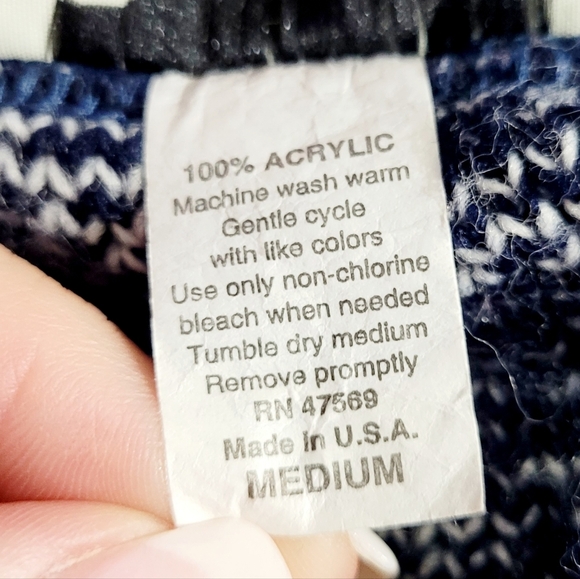 100% ACRYLIC
Machine wash warm
Gentle cycle
with like colors
Use only non-chlorine
bleach when needed
Tumble dry medium
Remove promptly
RN 47569
Made in U.S.A.
MEDIUM